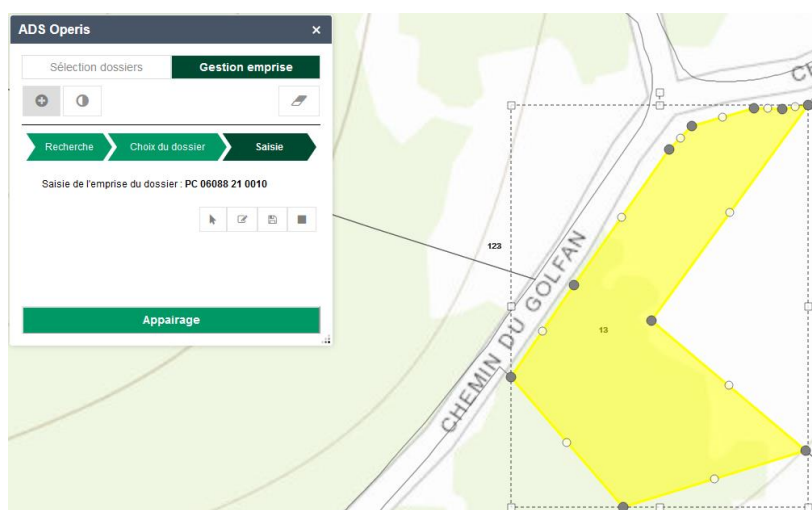 ADS Operis
Sélection dossiers
Gestion emprise
Recherche
Choix du dossier
Saisie
Saisie de l'emprise du dossier : PC 06088 21 0010
Appairage
123
CHEMIN DU GOLFAN
13